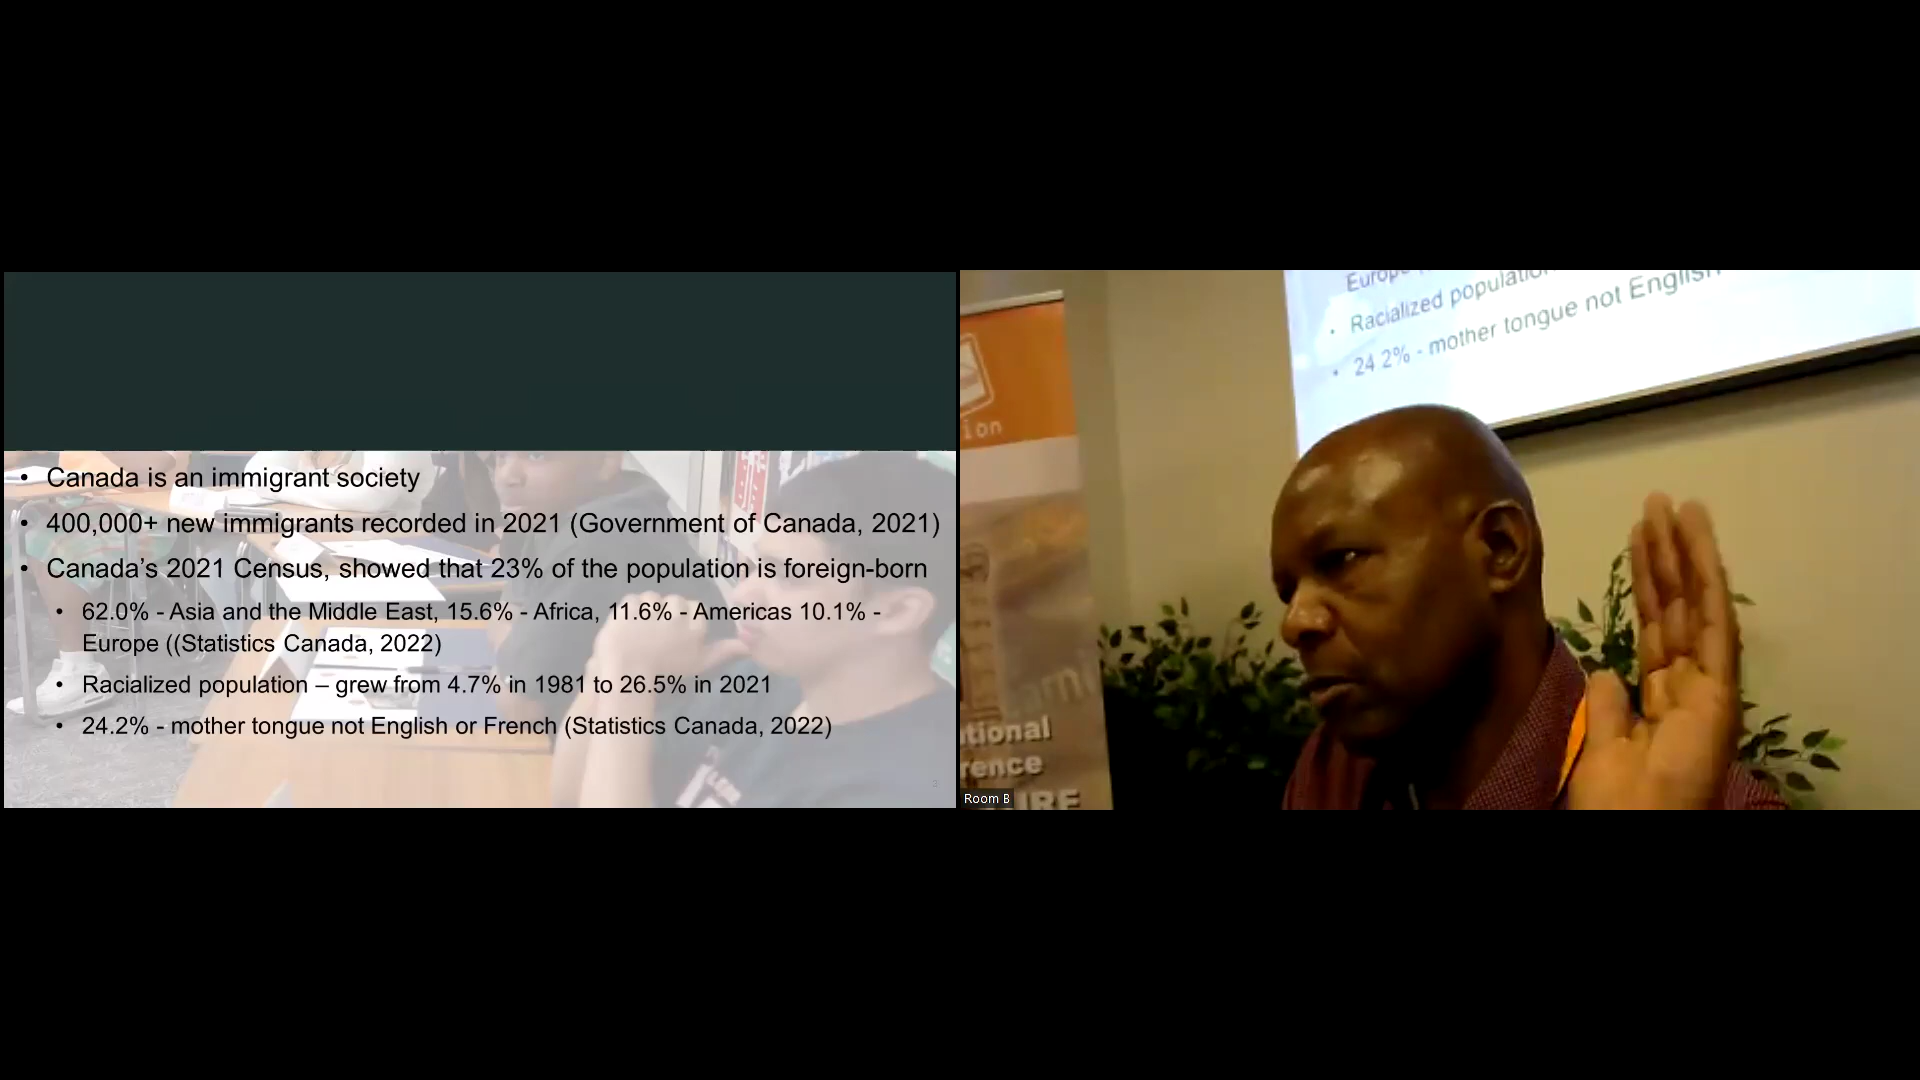 • Canada is an immigrant society
• 400,000+ new immigrants recorded in 2021 (Government of Canada, 2021)
• Canada’s 2021 Census, showed that 23% of the population is foreign-born
• 62.0% - Asia and the Middle East, 15.6% - Africa, 11.6% - Americas 10.1% -
Europe ((Statistics Canada, 2022)
• Racialized population – grew from 4.7% in 1981 to 26.5% in 2021
• 24.2% - mother tongue not English or French (Statistics Canada, 2022)
Europe
• Racialized population
• 24.2% - mother tongue not English
ion
tional
rence
Room B